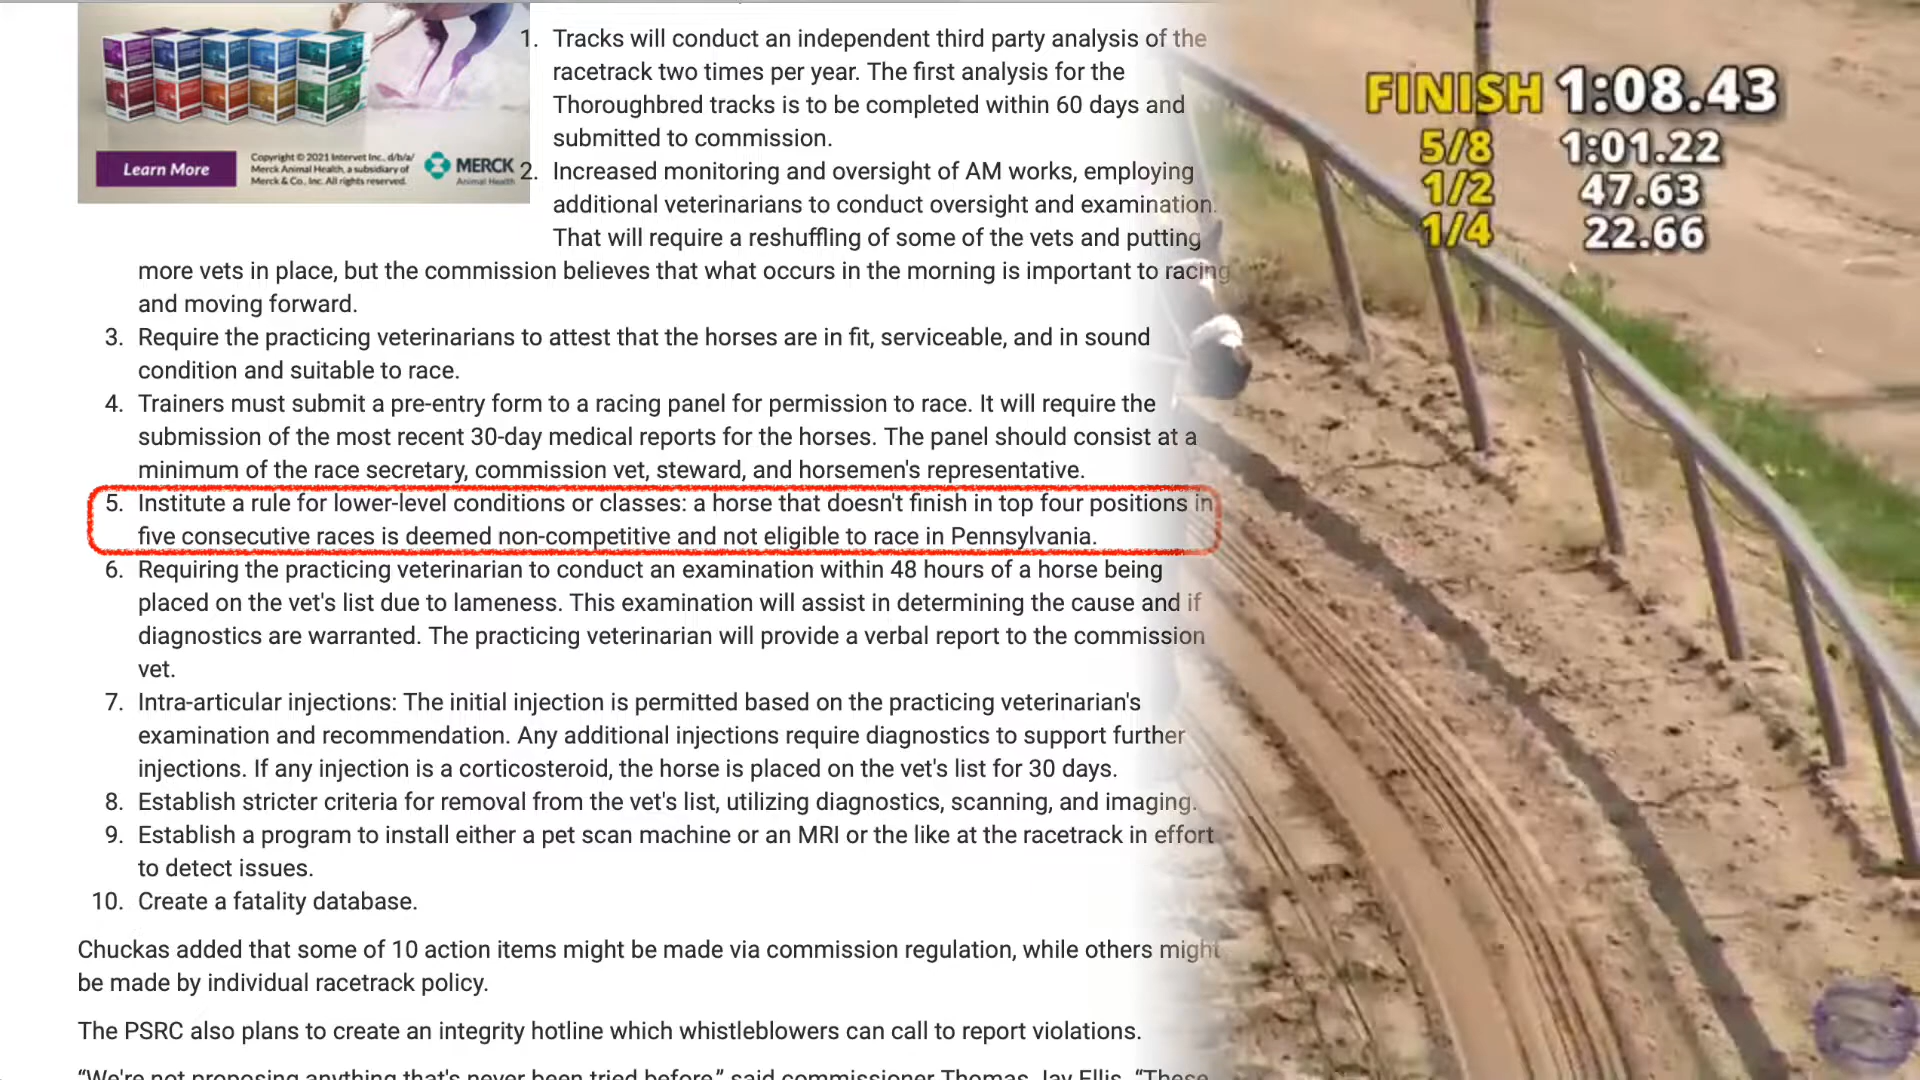 1. Tracks will conduct an independent third party analysis of the
racetrack two times per year. The first analysis for the
Thoroughbred tracks is to be completed within 60 days and
submitted to commission.
2. Increased monitoring and oversight of AM works, employing
additional veterinarians to conduct oversight and examination.
That will require a reshuffling of some of the vets and putting
more vets in place, but the commission believes that what occurs in the morning is important to racing
and moving forward.
3. Require the practicing veterinarians to attest that the horses are in fit, serviceable, and in sound
condition and suitable to race.
4. Trainers must submit a pre-entry form to a racing panel for permission to race. It will require the
submission of the most recent 30-day medical reports for the horses. The panel should consist at a
minimum of the race secretary, commission vet, steward, and horsemen's representative.
5. Institute a rule for lower-level conditions or classes: a horse that doesn't finish in top four positions in
five consecutive races is deemed non-competitive and not eligible to race in Pennsylvania.
6. Requiring the practicing veterinarian to conduct an examination within 48 hours of a horse being
placed on the vet's list due to lameness. This examination will assist in determining the cause and if
diagnostics are warranted. The practicing veterinarian will provide a verbal report to the commission
vet.
7. Intra-articular injections: The initial injection is permitted based on the practicing veterinarian's
examination and recommendation. Any additional injections require diagnostics to support further
injections. If any injection is a corticosteroid, the horse is placed on the vet's list for 30 days.
8. Establish stricter criteria for removal from the vet's list, utilizing diagnostics, scanning, and imaging.
9. Establish a program to install either a pet scan machine or an MRI or the like at the racetrack in effort
to detect issues.
10. Create a fatality database.
Chuckas added that some of 10 action items might be made via commission regulation, while others might
be made by individual racetrack policy.
The PSRC also plans to create an integrity hotline which whistleblowers can call to report violations.
"We're not proposing anything that's never been tried before," said commissioner Thomas Jay Ellis. "These
Learn More
Copyright © 2021 Intervet Inc., d/b/a/
Merck Animal Health, a subsidiary of
Merck & Co., Inc. All rights reserved.
MERCK
Animal Health
FINISH 1:08.43
5/8 1:01.22
1/2 47.63
1/4 22.66